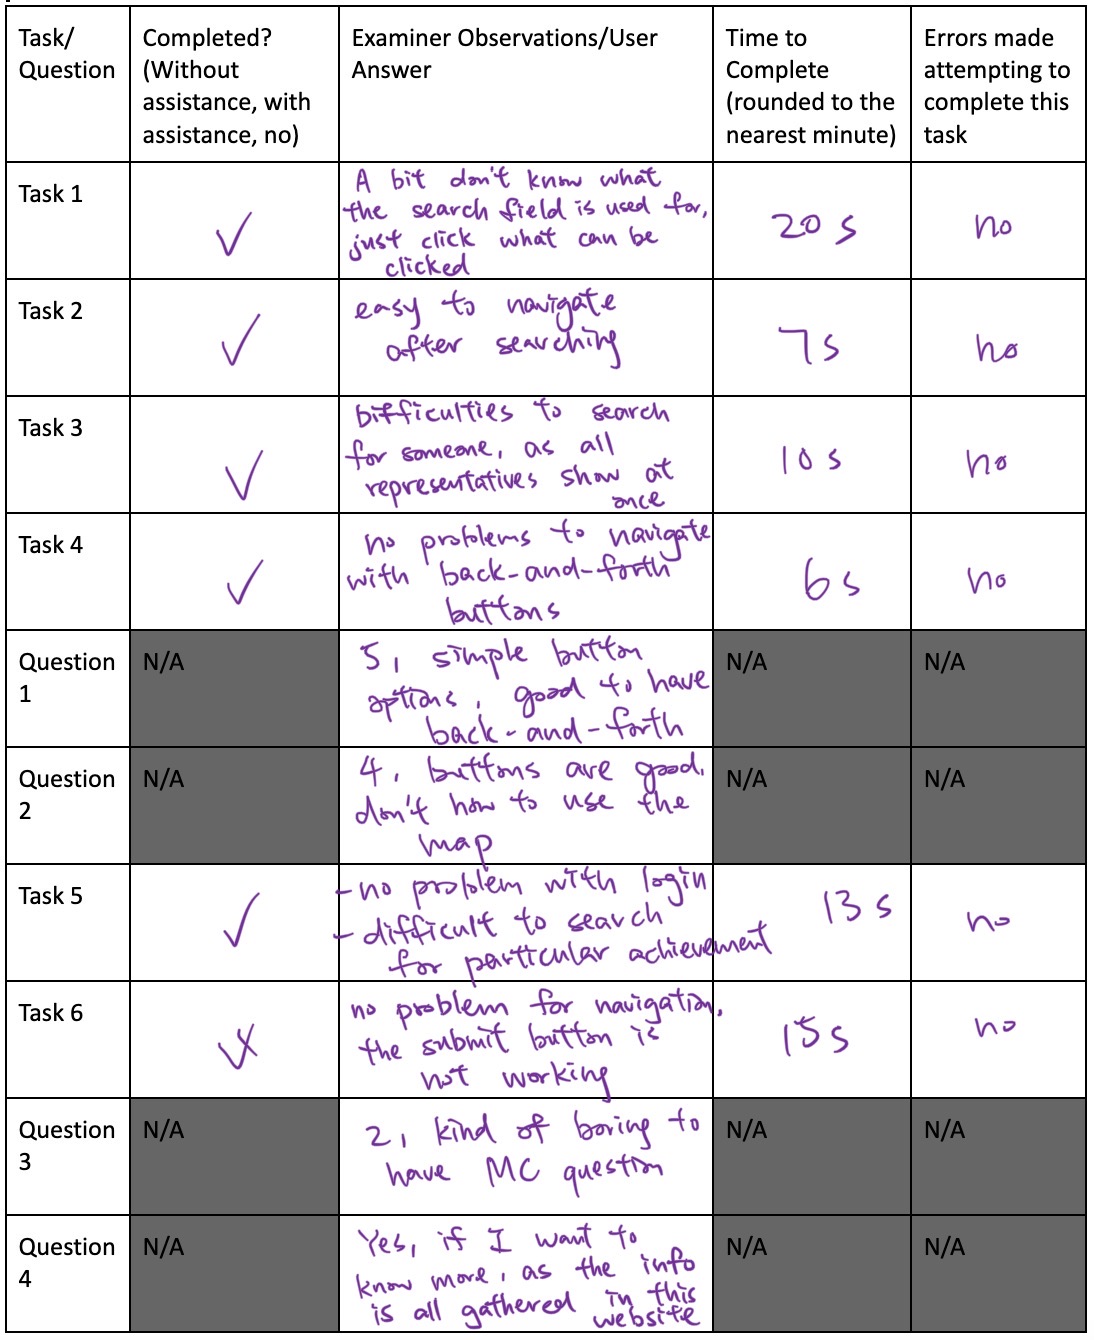 Task/
Question
Completed?
(Without
assistance, with
assistance, no)
Examiner Observations/User
Answer
Time to
Complete
(rounded to the
nearest minute)
Errors made
attempting to
complete this
task
Task 1
A bit don't know what
the search field is used for,
just click what can be
clicked
20 s
no
Task 2
easy to navigate
after searching
7 s
no
Task 3
Difficulties to search
for someone, as all
representatives show at
once
10 s
no
Task 4
no problems to navigate
with back-and-forth
buttons
6 s
no
Question
1
N/A
5, simple button
options, good to have
back-and-forth
N/A
N/A
Question
2
N/A
4, buttons are good,
don't how to use the
map
N/A
N/A
Task 5
-no problem with login
- difficult to search
for particular achievement
13 s
no
Task 6
no problem for navigation,
the submit button is
not working
15 s
no
Question
3
N/A
2, kind of boring to
have MC question
N/A
N/A
Question
4
N/A
Yes, if I want to
know more, as the info
is all gathered in this
website
N/A
N/A